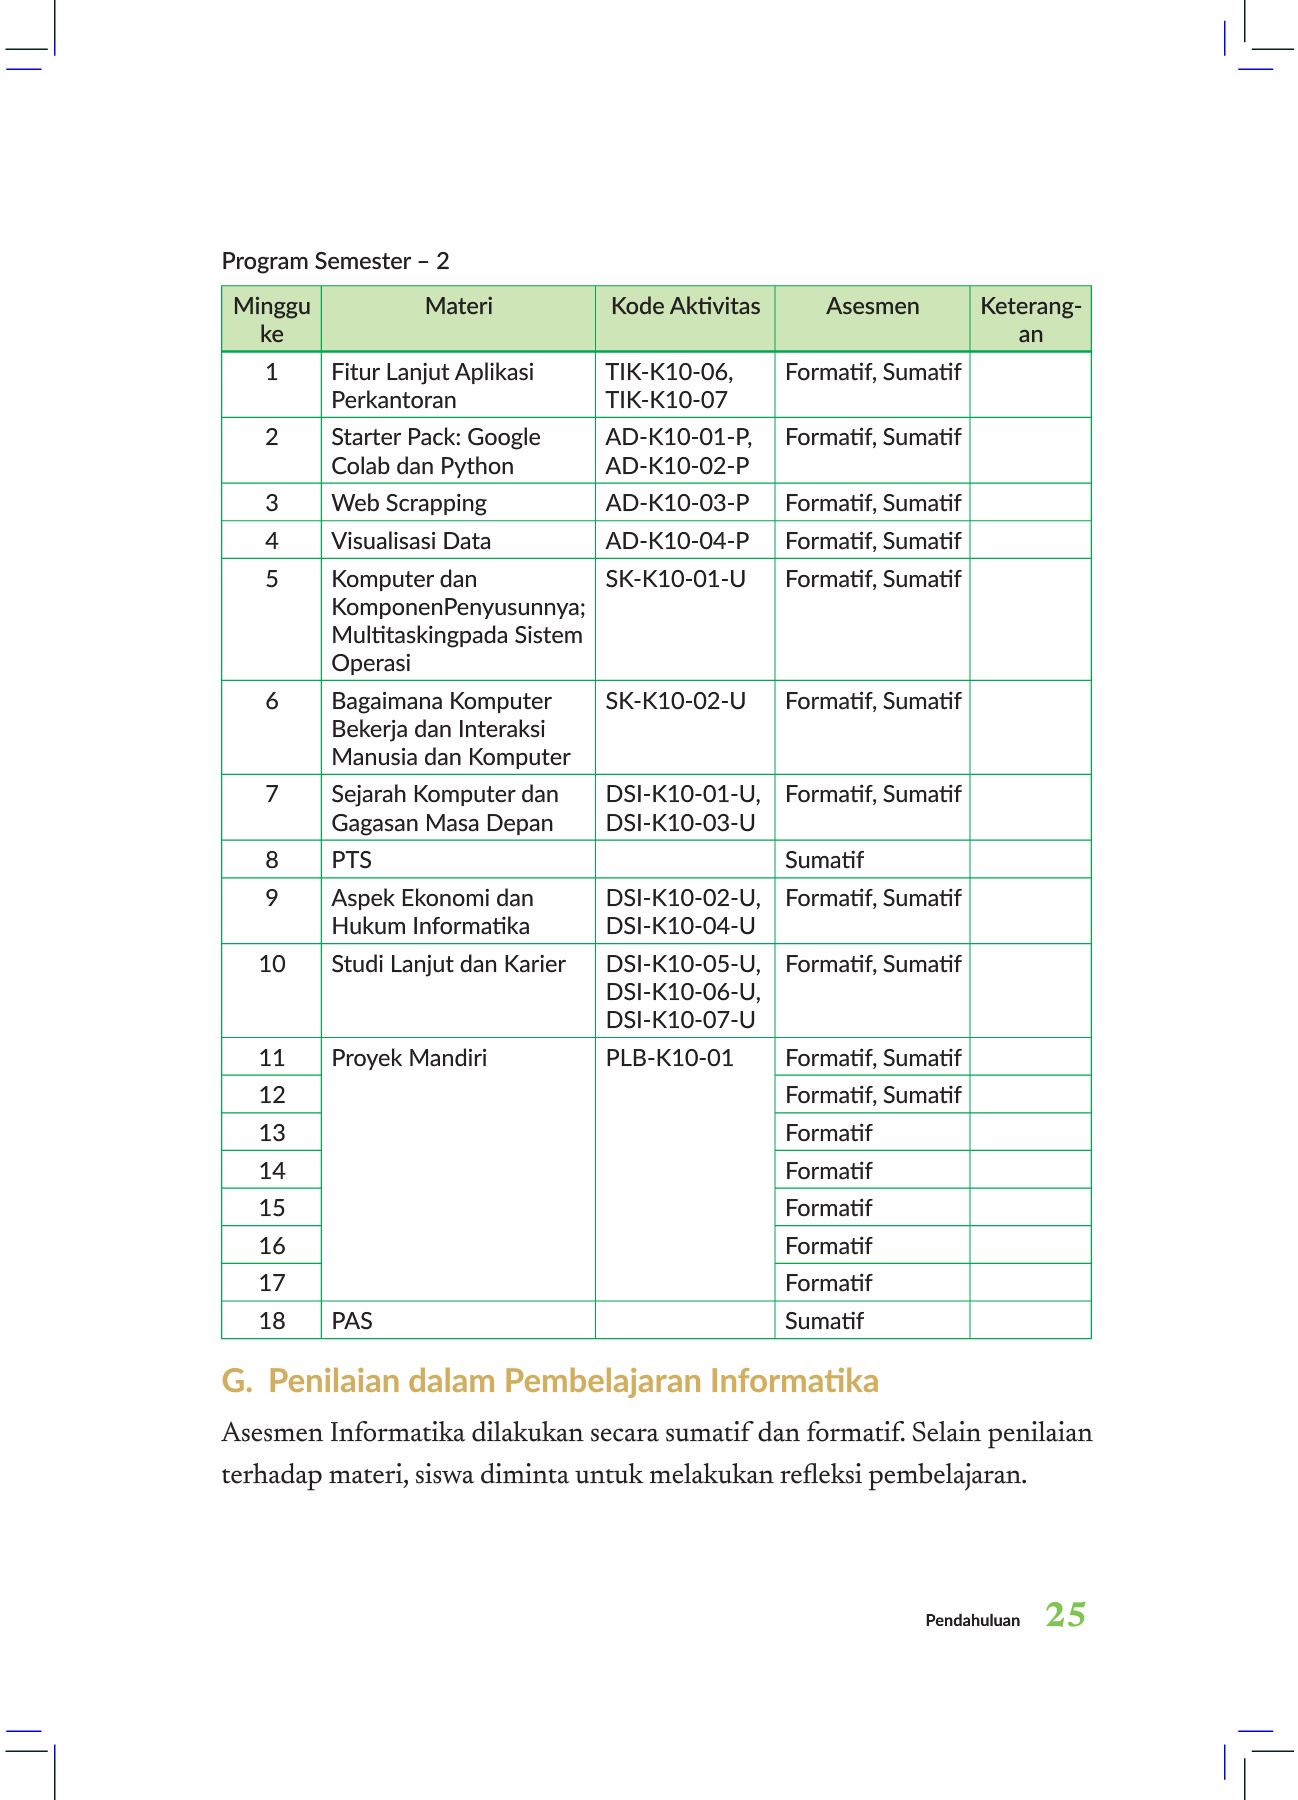 Program Semester – 2
Minggu ke Materi Kode Aktivitas Asesmen Keterang-an
1 Fitur Lanjut Aplikasi TIK-K10-06, Formatif, Sumatif
Perkantoran TIK-K10-07
2 Starter Pack: Google AD-K10-01-P, Formatif, Sumatif
Colab dan Python AD-K10-02-P
3 Web Scrapping AD-K10-03-P Formatif, Sumatif
4 Visualisasi Data AD-K10-04-P Formatif, Sumatif
5 Komputer dan SK-K10-01-U Formatif, Sumatif
KomponenPenyusunnya;
Multitaskingpada Sistem
Operasi
6 Bagaimana Komputer SK-K10-02-U Formatif, Sumatif
Bekerja dan Interaksi
Manusia dan Komputer
7 Sejarah Komputer dan DSI-K10-01-U, Formatif, Sumatif
Gagasan Masa Depan DSI-K10-03-U
8 PTS Sumatif
9 Aspek Ekonomi dan DSI-K10-02-U, Formatif, Sumatif
Hukum Informatika DSI-K10-04-U
10 Studi Lanjut dan Karier DSI-K10-05-U, Formatif, Sumatif
DSI-K10-06-U,
DSI-K10-07-U
11 Proyek Mandiri PLB-K10-01 Formatif, Sumatif
12 Formatif, Sumatif
13 Formatif
14 Formatif
15 Formatif
16 Formatif
17 Formatif
18 PAS Sumatif
G. Penilaian dalam Pembelajaran Informatika
Asesmen Informatika dilakukan secara sumatif dan formatif. Selain penilaian
terhadap materi, siswa diminta untuk melakukan refleksi pembelajaran.
Pendahuluan 25